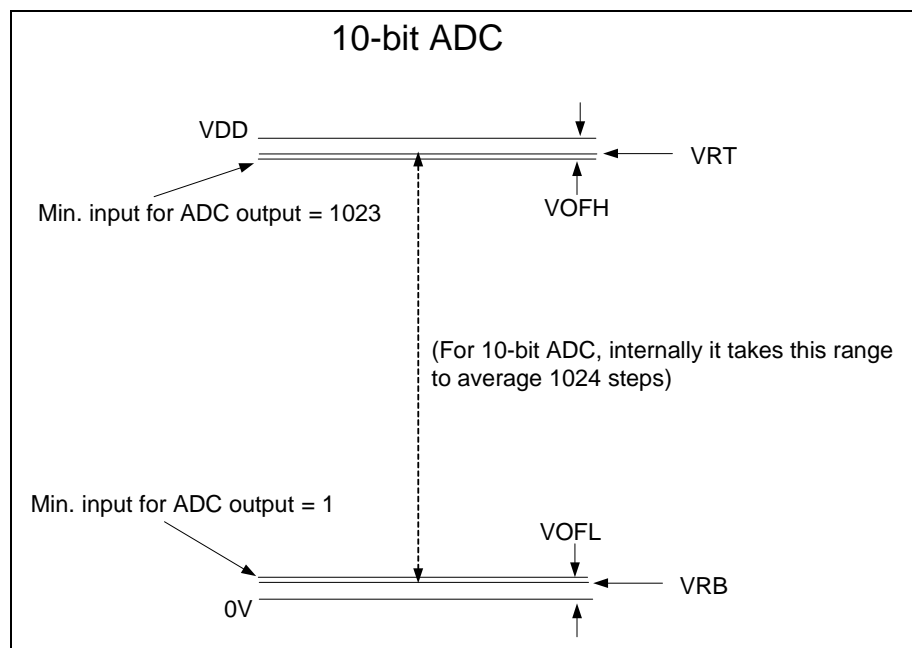 10-bit ADC
VDD
VRT
Min. input for ADC output = 1023
VOFH
(For 10-bit ADC, internally it takes this range
to average 1024 steps)
Min. input for ADC output = 1
VOFL
VRB
0V